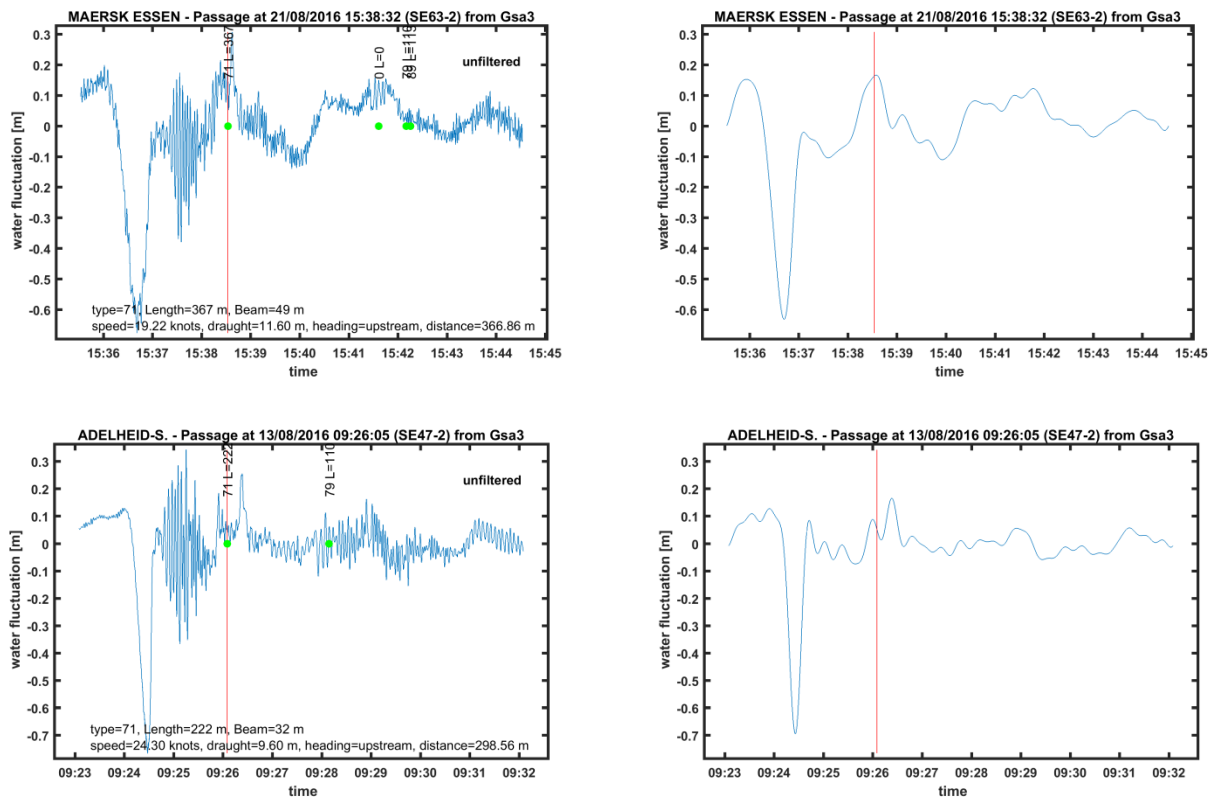 MAERSK ESSEN - Passage at 21/08/2016 15:38:32 (SE63-2) from Gsa3
water fluctuation [m]
0.3
0.2
0.1
0
-0.1
-0.2
-0.3
-0.4
-0.5
-0.6
71 L=367
0 L=0
89 L=119
unfiltered
type=71, Length=367 m, Beam=49 m
speed=19.22 knots, draught=11.60 m, heading=upstream, distance=366.86 m
15:36 15:37 15:38 15:39 15:40 15:41 15:42 15:43 15:44 15:45
time
MAERSK ESSEN - Passage at 21/08/2016 15:38:32 (SE63-2) from Gsa3
water fluctuation [m]
0.3
0.2
0.1
0
-0.1
-0.2
-0.3
-0.4
-0.5
-0.6
15:36 15:37 15:38 15:39 15:40 15:41 15:42 15:43 15:44 15:45
time
ADELHEID-S. - Passage at 13/08/2016 09:26:05 (SE47-2) from Gsa3
water fluctuation [m]
0.3
0.2
0.1
0
-0.1
-0.2
-0.3
-0.4
-0.5
-0.6
-0.7
71 L=222
79 L=110
unfiltered
type=71, Length=222 m, Beam=32 m
speed=24.30 knots, draught=9.60 m, heading=upstream, distance=298.56 m
09:23 09:24 09:25 09:26 09:27 09:28 09:29 09:30 09:31 09:32
time
ADELHEID-S. - Passage at 13/08/2016 09:26:05 (SE47-2) from Gsa3
water fluctuation [m]
0.3
0.2
0.1
0
-0.1
-0.2
-0.3
-0.4
-0.5
-0.6
-0.7
09:23 09:24 09:25 09:26 09:27 09:28 09:29 09:30 09:31 09:32
time